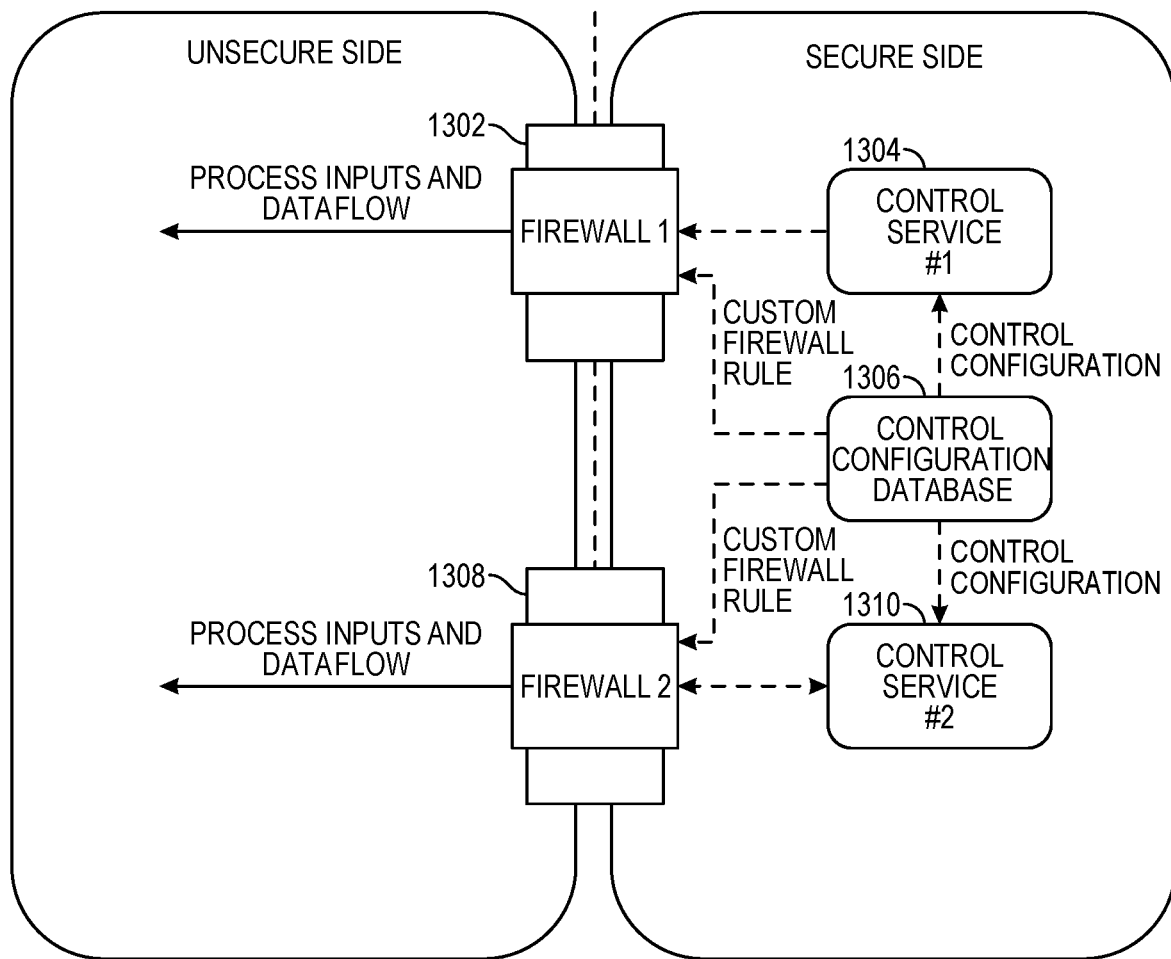 UNSECURE SIDE
SECURE SIDE
1302
1304
PROCESS INPUTS AND
DATAFLOW
FIREWALL 1
CONTROL
SERVICE
#1
CUSTOM
FIREWALL
RULE
CONTROL
CONFIGURATION
1306
CONTROL
CONFIGURATION
DATABASE
CUSTOM
FIREWALL
RULE
CONTROL
CONFIGURATION
1308
1310
PROCESS INPUTS AND
DATAFLOW
FIREWALL 2
CONTROL
SERVICE
#2